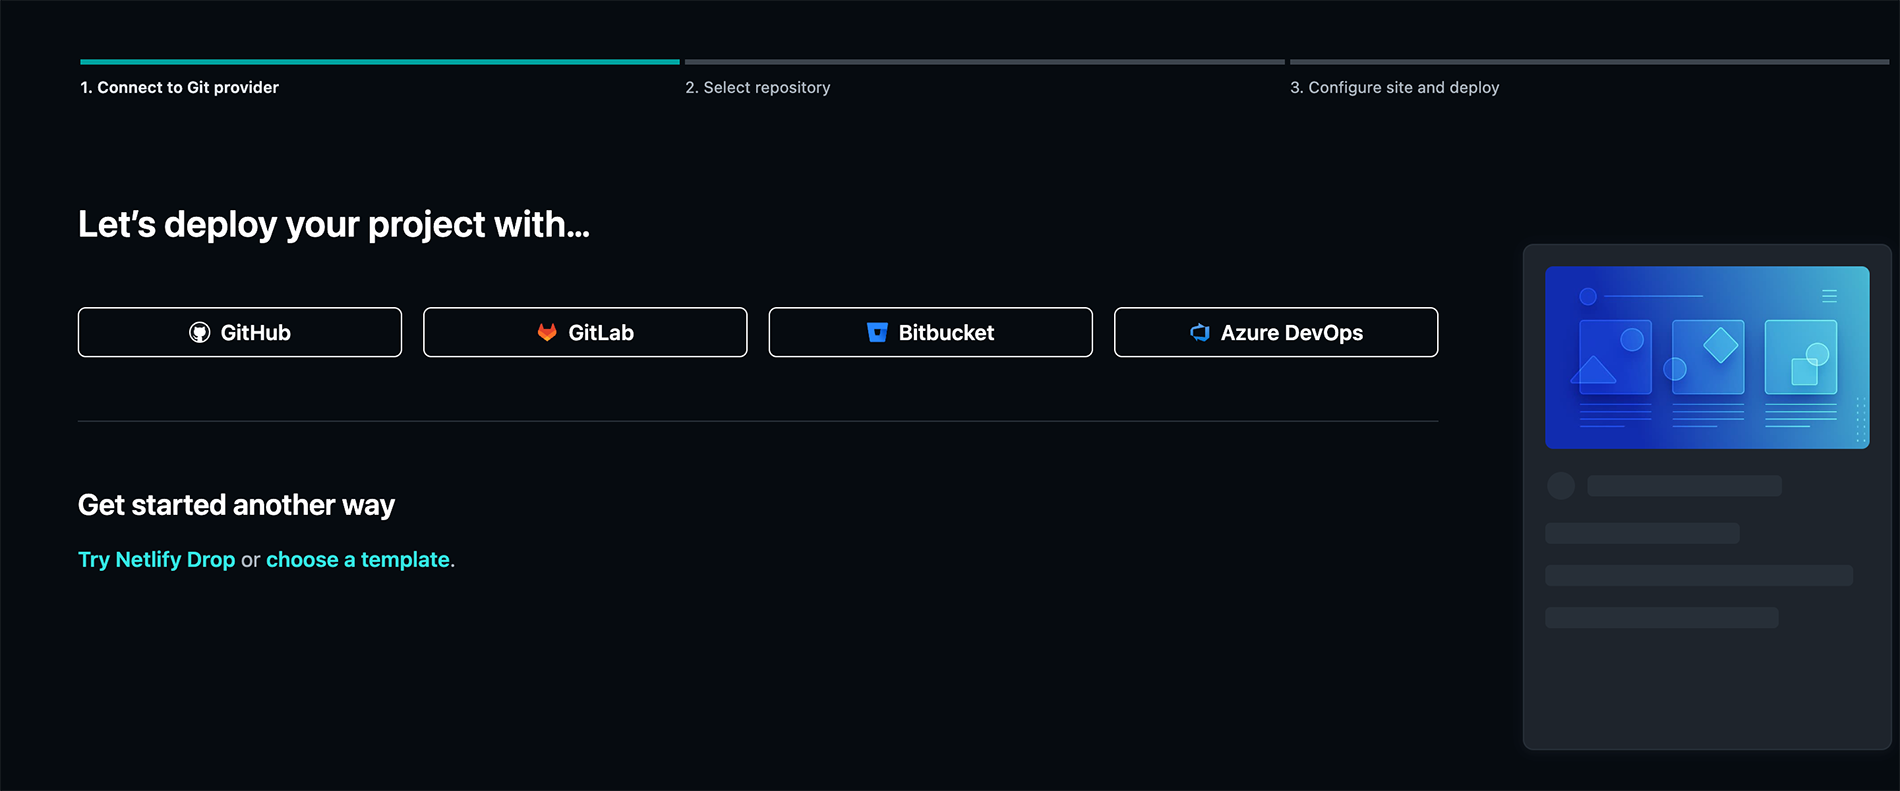 1. Connect to Git provider
2. Select repository
3. Configure site and deploy
Let’s deploy your project with…
GitHub
GitLab
Bitbucket
Azure DevOps
Get started another way
Try Netlify Drop or choose a template.